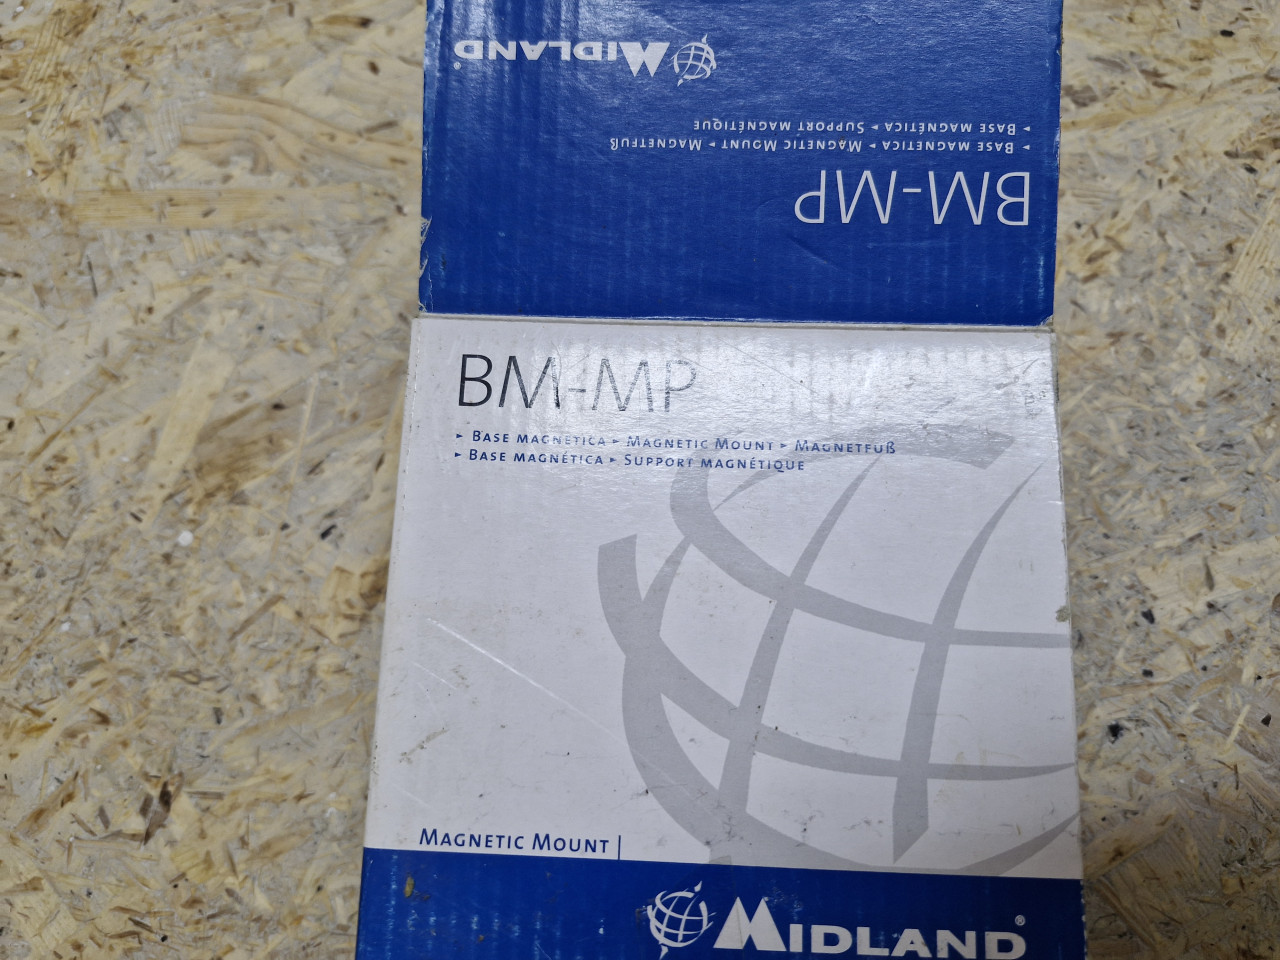 MIDLAND®
► BASE MAGNÉTICA ► SUPPORT MAGNÉTIQUE
► BASE MAGNETICA ► MAGNETIC MOUNT ► MAGNETFUß
BM-MP
BM-MP
► BASE MAGNETICA ► MAGNETIC MOUNT ► MAGNETFUß
► BASE MAGNÉTICA ► SUPPORT MAGNÉTIQUE
MAGNETIC MOUNT
MIDLAND®